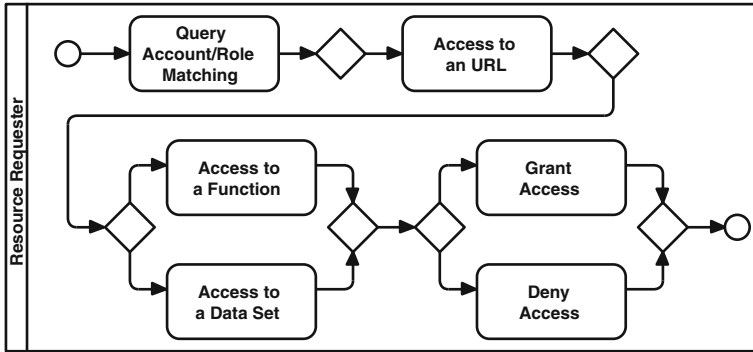 Resource Requester
Query
Account/Role
Matching
Access to
an URL
Access to
a Function
Grant
Access
Access to
a Data Set
Deny
Access